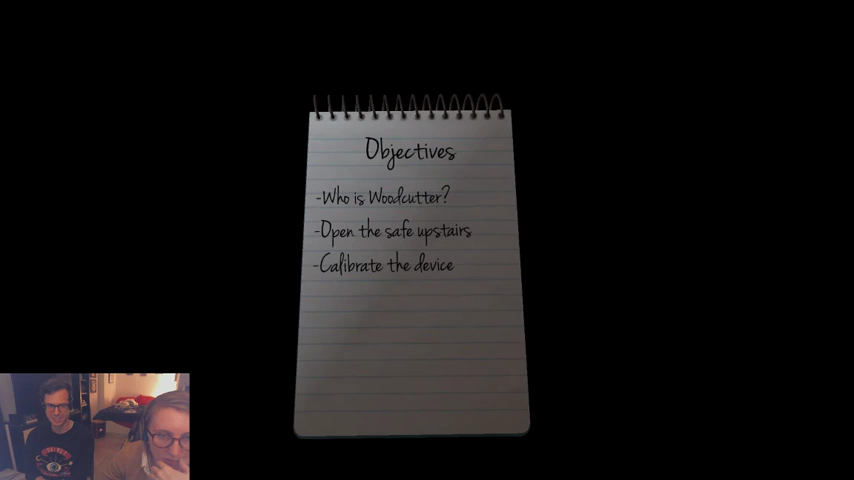 Objectives
-Who is Woodcutter?
-Open the safe upstairs
-Calibrate the device